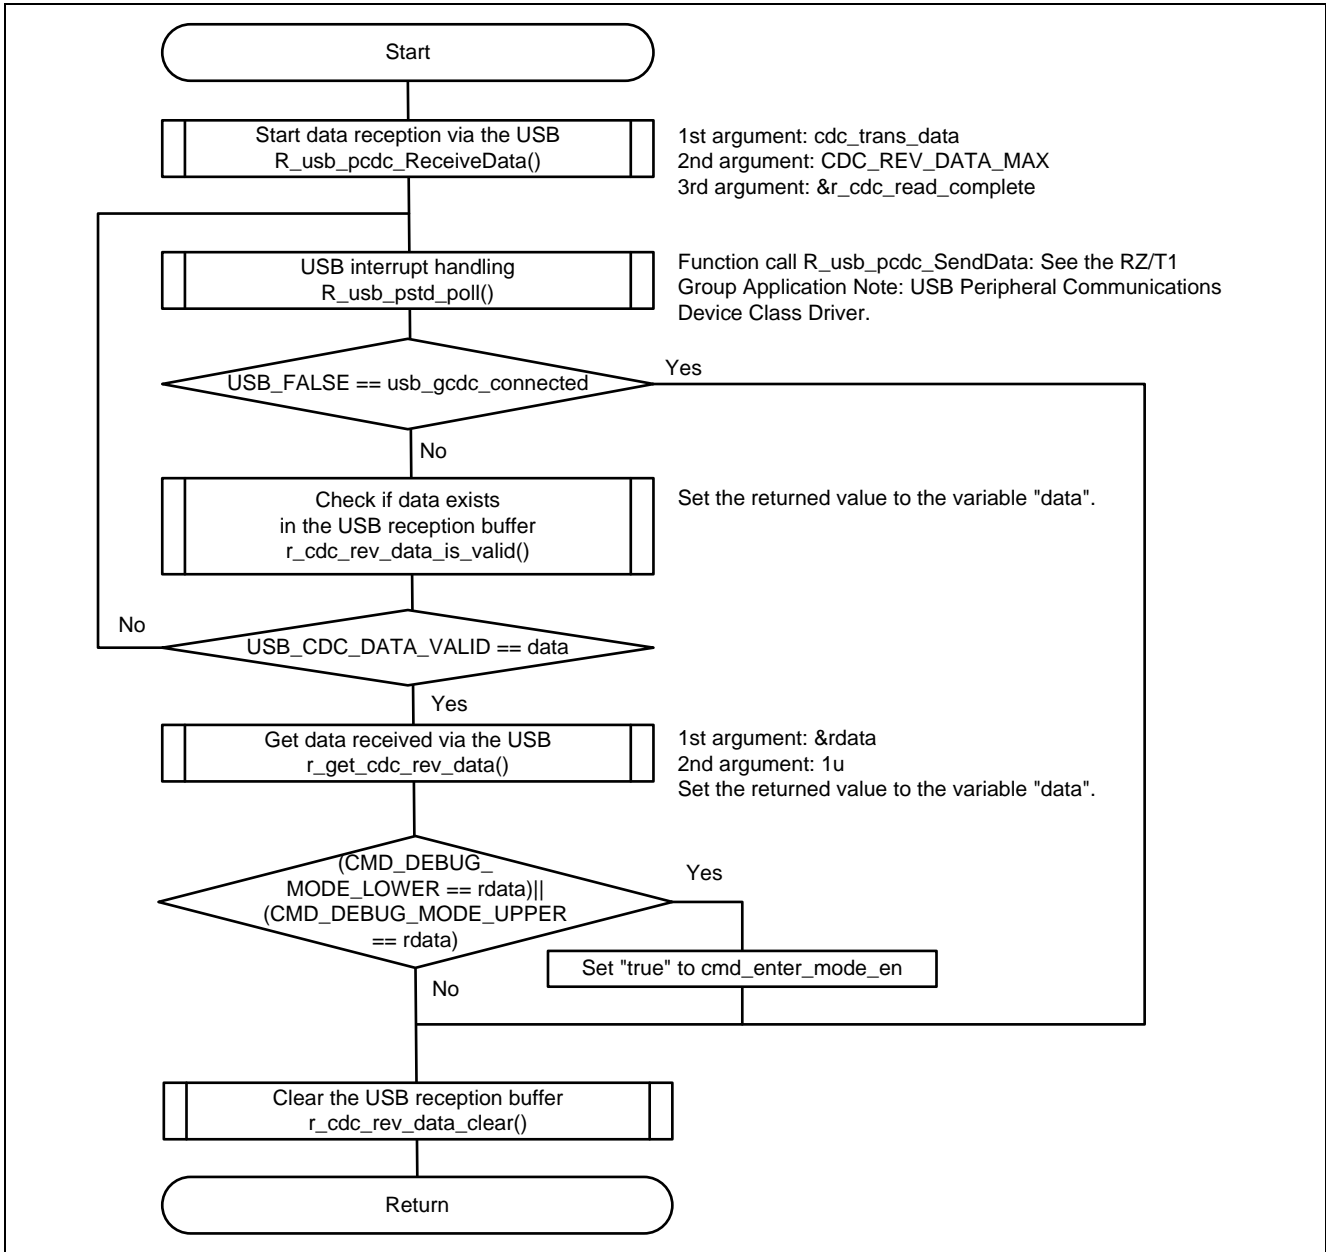 Start
Start data reception via the USB
R_usb_pcdc_ReceiveData()
1st argument: cdc_trans_data
2nd argument: CDC_REV_DATA_MAX
3rd argument: &r_cdc_read_complete
USB interrupt handling
R_usb_pstd_poll()
Function call R_usb_pcdc_SendData: See the RZ/T1
Group Application Note: USB Peripheral Communications
Device Class Driver.
USB_FALSE == usb_gcdc_connected
Yes
No
Check if data exists
in the USB reception buffer
r_cdc_rev_data_is_valid()
Set the returned value to the variable "data".
No
USB_CDC_DATA_VALID == data
Yes
Get data received via the USB
r_get_cdc_rev_data()
1st argument: &rdata
2nd argument: 1u
Set the returned value to the variable "data".
(CMD_DEBUG_
MODE_LOWER == rdata)||
(CMD_DEBUG_MODE_UPPER
== rdata)
Yes
Set "true" to cmd_enter_mode_en
No
Clear the USB reception buffer
r_cdc_rev_data_clear()
Return